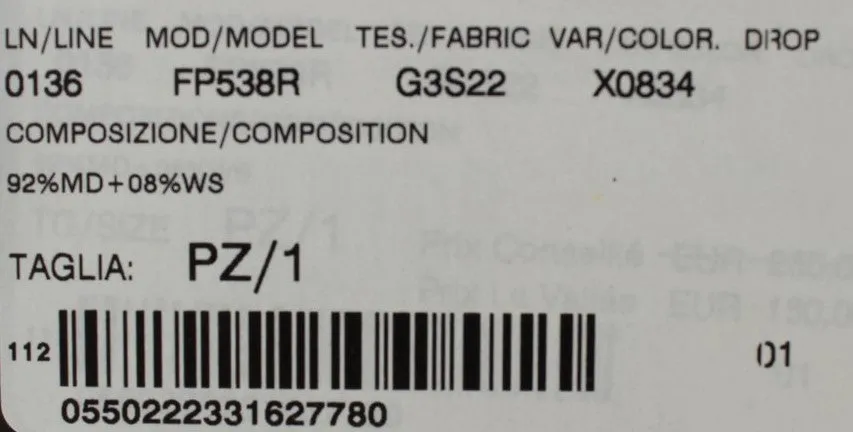 LN/LINE MOD/MODEL TES./FABRIC VAR/COLOR. DROP
0136 FP538R G3S22 X0834
COMPOSIZIONE/COMPOSITION
92%MD+08%WS
TAGLIA: PZ/1
112 01
0550222331627780